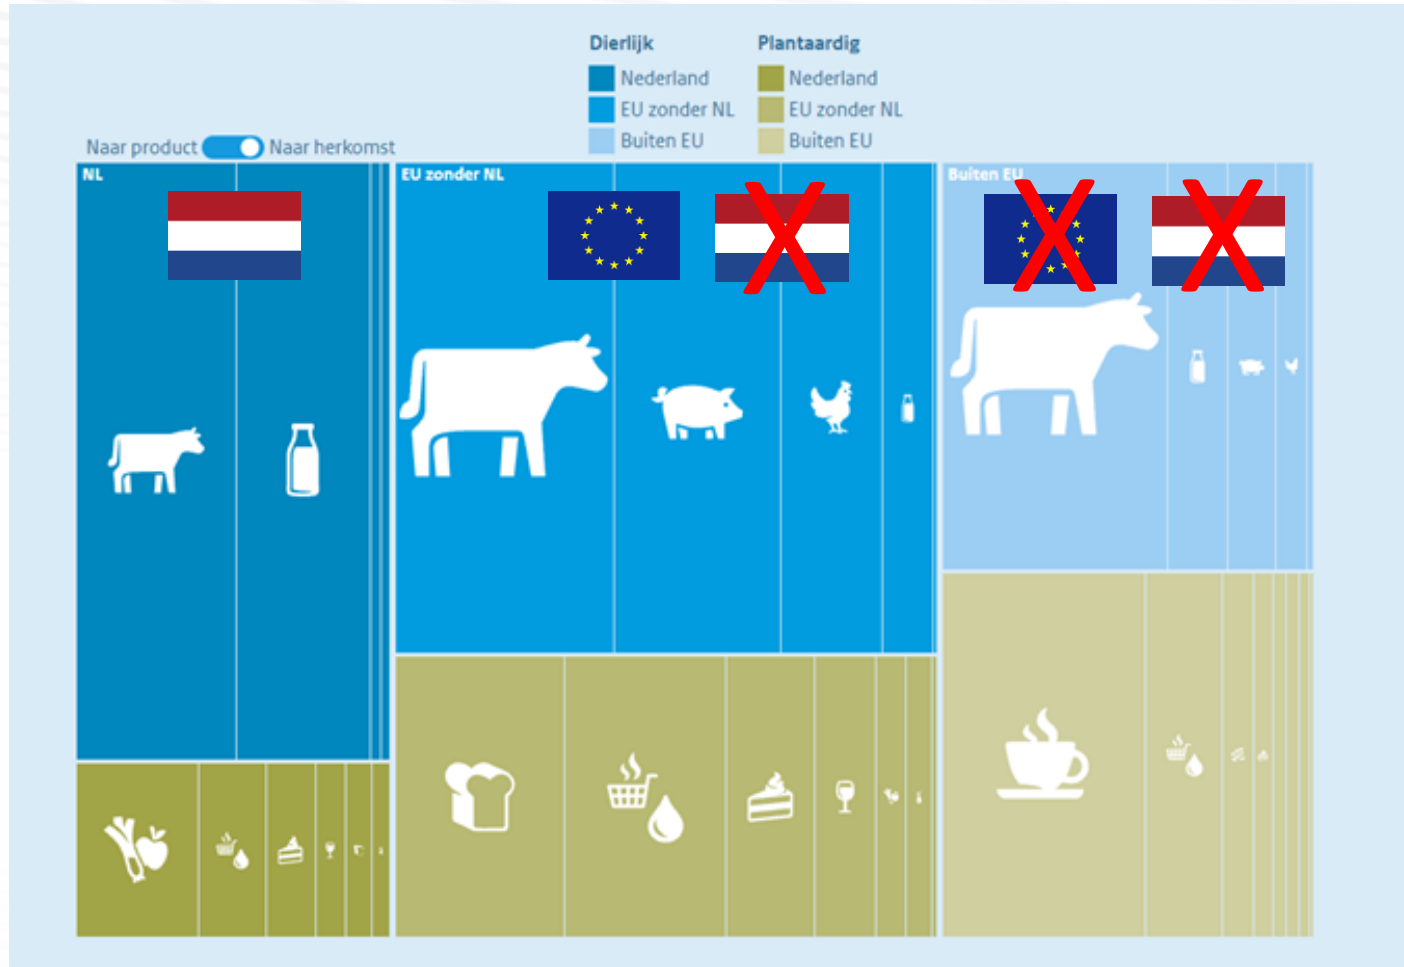 Dierlijk
Nederland
EU zonder NL
Buiten EU
Plantaardig
Nederland
EU zonder NL
Buiten EU
Naar product
Naar herkomst
NL
EU zonder NL
Buiten EU